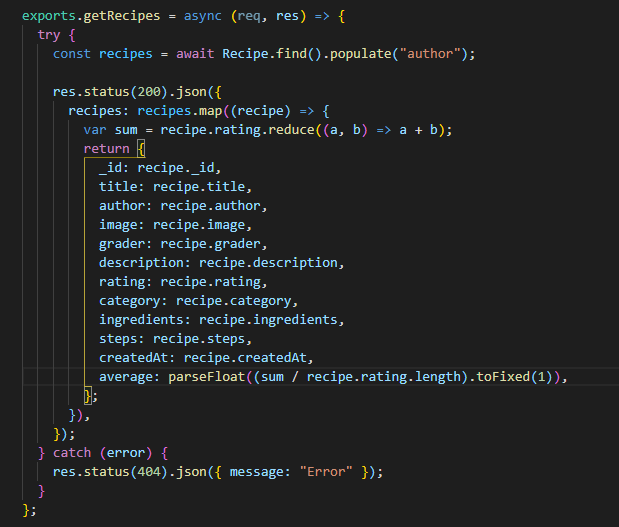 exports.getRecipes = async (req, res) => {
  try {
    const recipes = await Recipe.find().populate("author");

    res.status(200).json({
      recipes: recipes.map((recipe) => {
        var sum = recipe.rating.reduce((a, b) => a + b);
        return {
          _id: recipe._id,
          title: recipe.title,
          author: recipe.author,
          image: recipe.image,
          grader: recipe.grader,
          description: recipe.description,
          rating: recipe.rating,
          category: recipe.category,
          ingredients: recipe.ingredients,
          steps: recipe.steps,
          createdAt: recipe.createdAt,
          average: parseFloat((sum / recipe.rating.length).toFixed(1)),
        };
      }),
    });
  } catch (error) {
    res.status(404).json({ message: "Error" });
  }
};